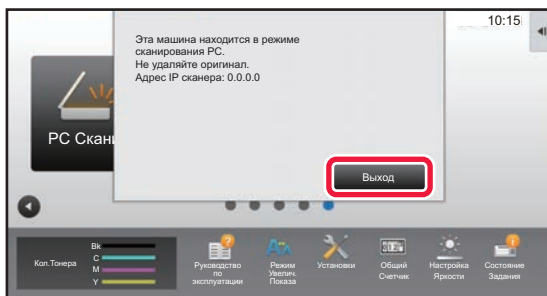 10:15
Эта машина находится в режиме
сканирования PC.
Не удаляйте оригинал.
Адрес IP сканера: 0.0.0.0
PC Скани
Выход
Кол.Тонера
Bk
C
M
Y
Руководство
по
эксплуатации
Режим
Увелич.
Показа
Установки
Общий
Счетчик
Настройка
Яркости
Состояние
Задания